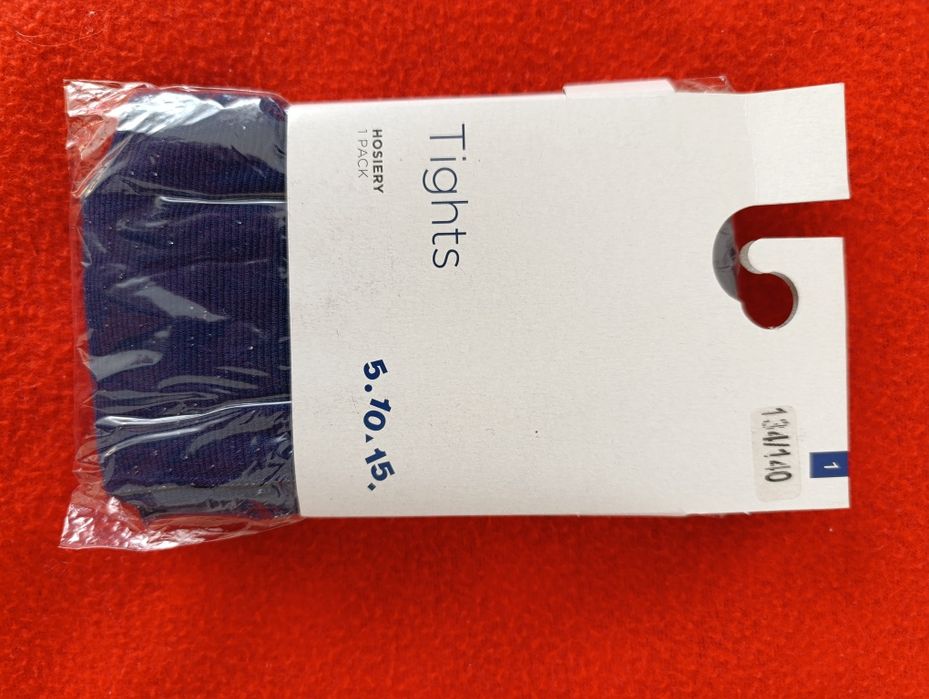 Tights
HOSIERY
1 PACK
5.10.15.
134/140
1